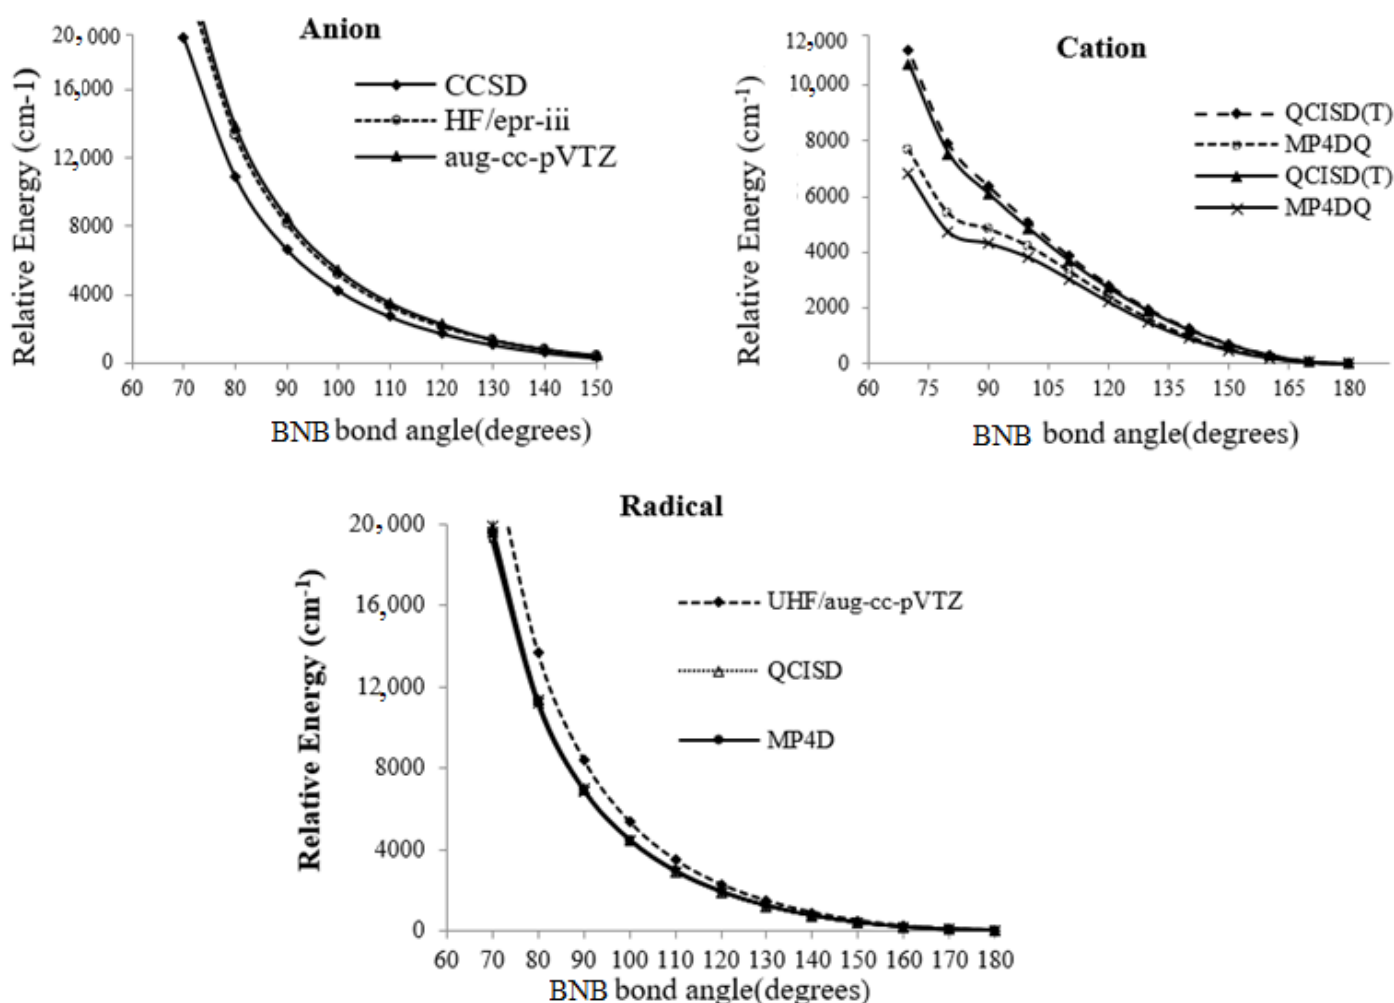 Anion
20,000
16,000
12,000
8000
4000
0
60 70 80 90 100 110 120 130 140 150
Relative Energy (cm-1)
BNB bond angle(degrees)
CCSD
HF/epr-iii
aug-cc-pVTZ
Cation
12,000
10,000
8000
6000
4000
2000
0
60 75 90 105 120 135 150 165 180
Relative Energy (cm-1)
BNB bond angle(degrees)
QCISD(T)
MP4DQ
QCISD(T)
MP4DQ
Radical
20,000
16,000
12,000
8000
4000
0
60 70 80 90 100 110 120 130 140 150 160 170 180
Relative Energy (cm-1)
BNB bond angle(degrees)
UHF/aug-cc-pVTZ
QCISD
MP4D